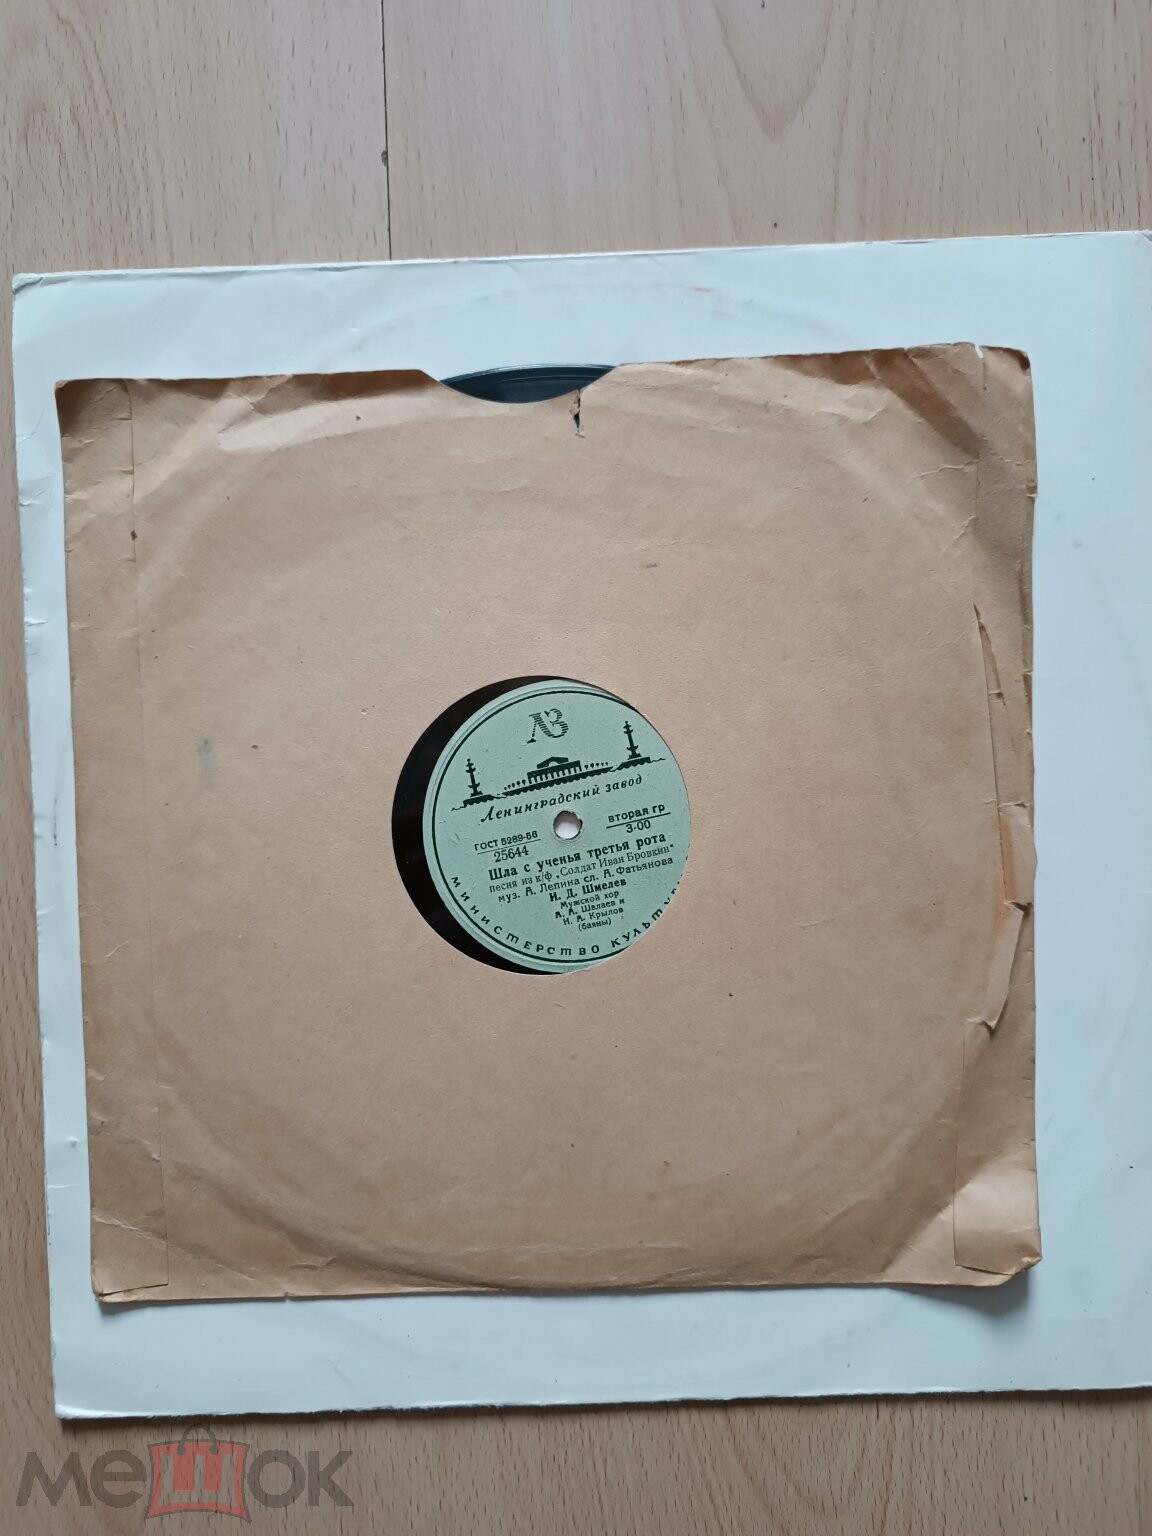 ЛЗ
Ленинградский завод
ГОСТ 5289-56
25644
вторая гр
3-00
Шла с ученья третья рота
песня из к/ф „Солдат Иван Бровкин"
муз. А. Лепина сл. А. Фатьянова
И. Д. Шмелев
Мужской хор
А. А. Шалаев и
Н. А. Крылов
(баяны)
МИНИСТЕРСТВО КУЛЬТУР
мешок